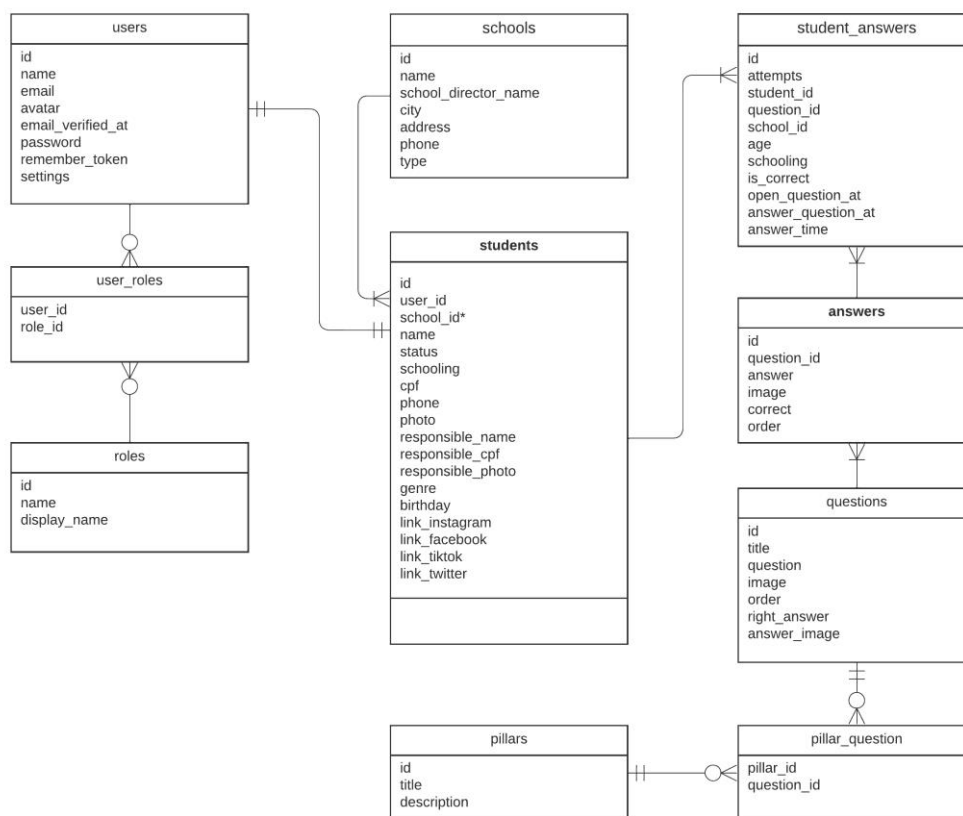 users
id
name
email
avatar
email_verified_at
password
remember_token
settings
user_roles
user_id
role_id
roles
id
name
display_name
schools
id
name
school_director_name
city
address
phone
type
students
id
user_id
school_id*
name
status
schooling
cpf
phone
photo
responsible_name
responsible_cpf
responsible_photo
genre
birthday
link_instagram
link_facebook
link_tiktok
link_twitter
pillars
id
title
description
student_answers
id
attempts
student_id
question_id
school_id
age
schooling
is_correct
open_question_at
answer_question_at
answer_time
answers
id
question_id
answer
image
correct
order
questions
id
title
question
image
order
right_answer
answer_image
pillar_question
pillar_id
question_id